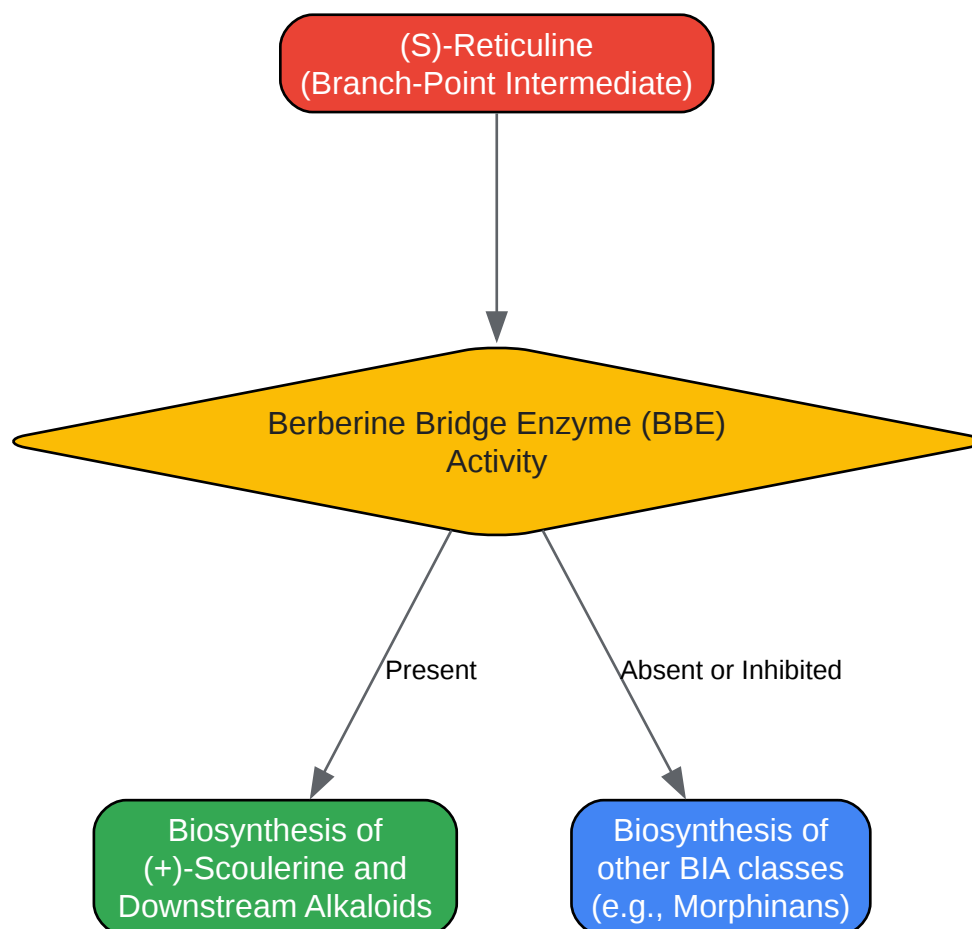 (S)-Reticuline
(Branch-Point Intermediate)
Berberine Bridge Enzyme (BBE)
Activity
Present
Absent or Inhibited
Biosynthesis of
(+)-Scoulerine and
Downstream Alkaloids
Biosynthesis of
other BIA classes
(e.g., Morphinans)